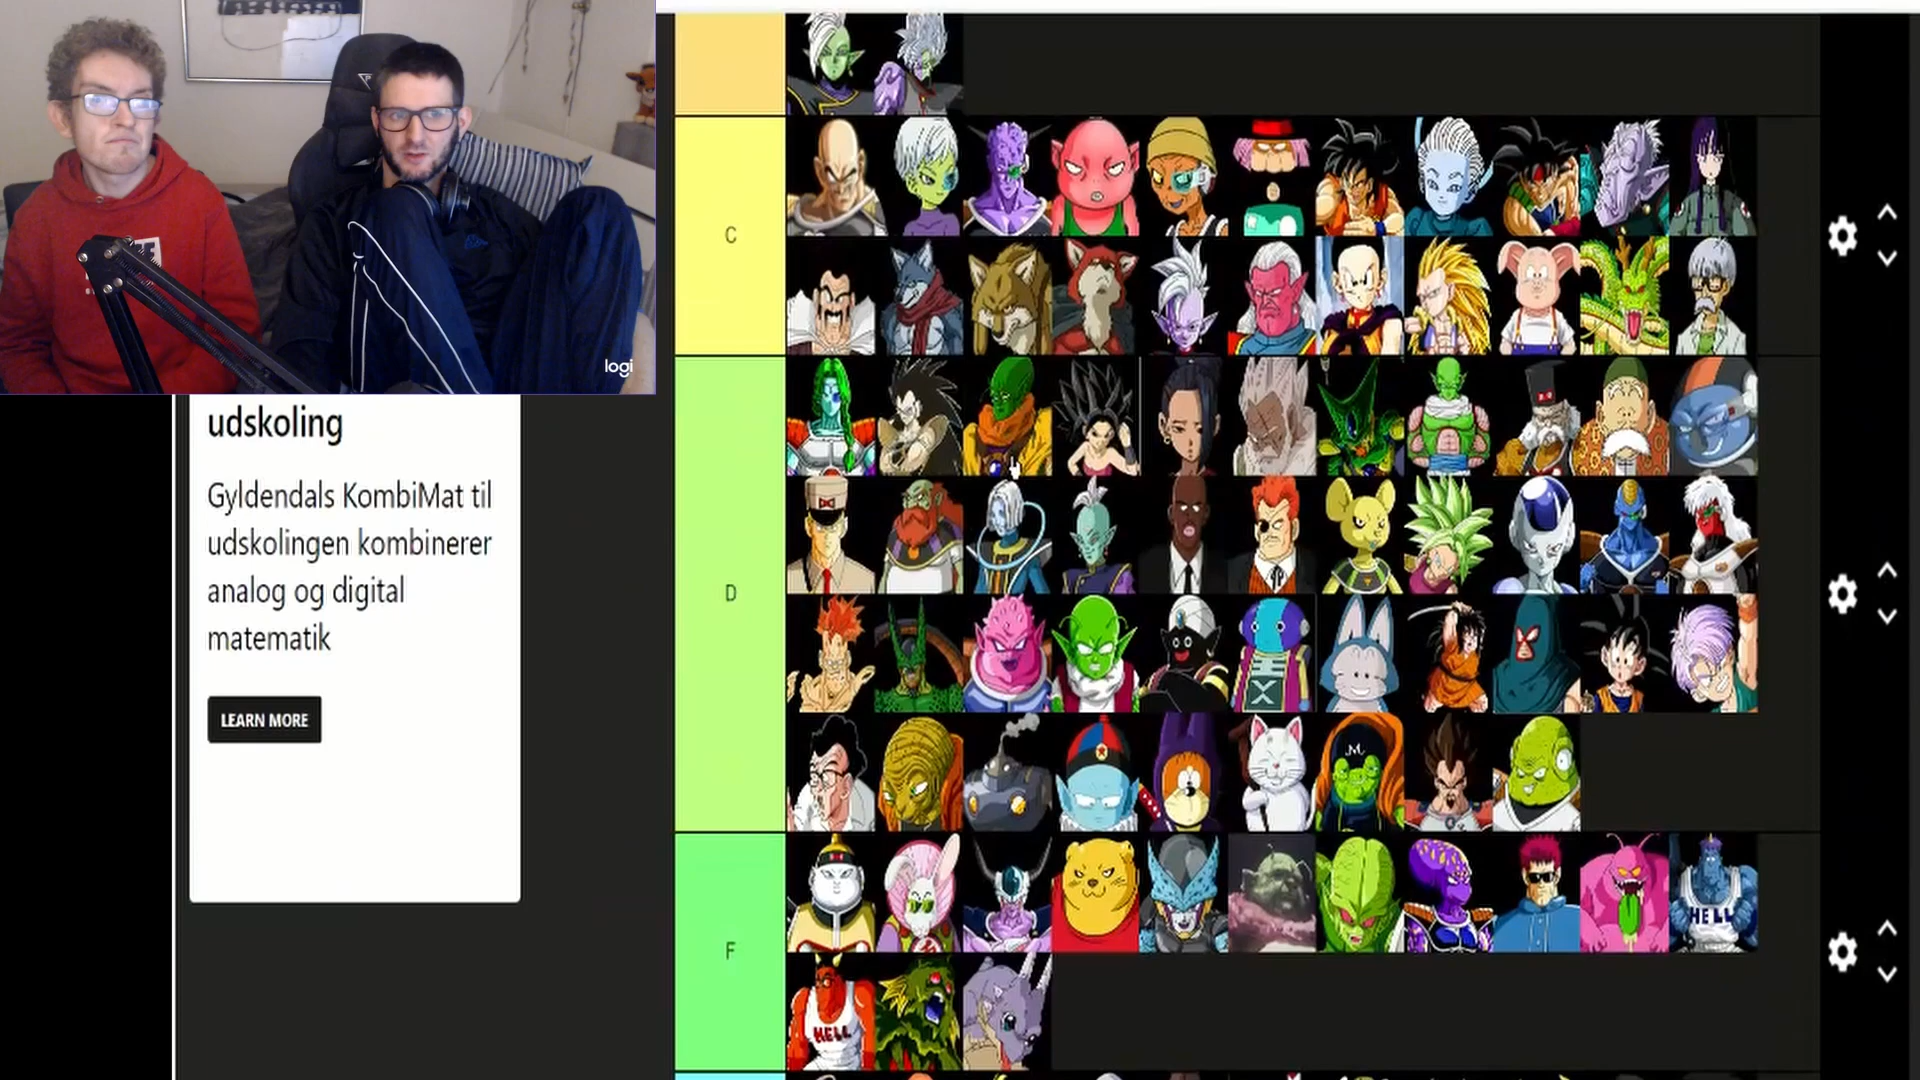 logi
udskoling
Gyldendals KombiMat til
udskolingen kombinerer
analog og digital
matematik
LEARN MORE
C
D
F
M
HELL
HELL